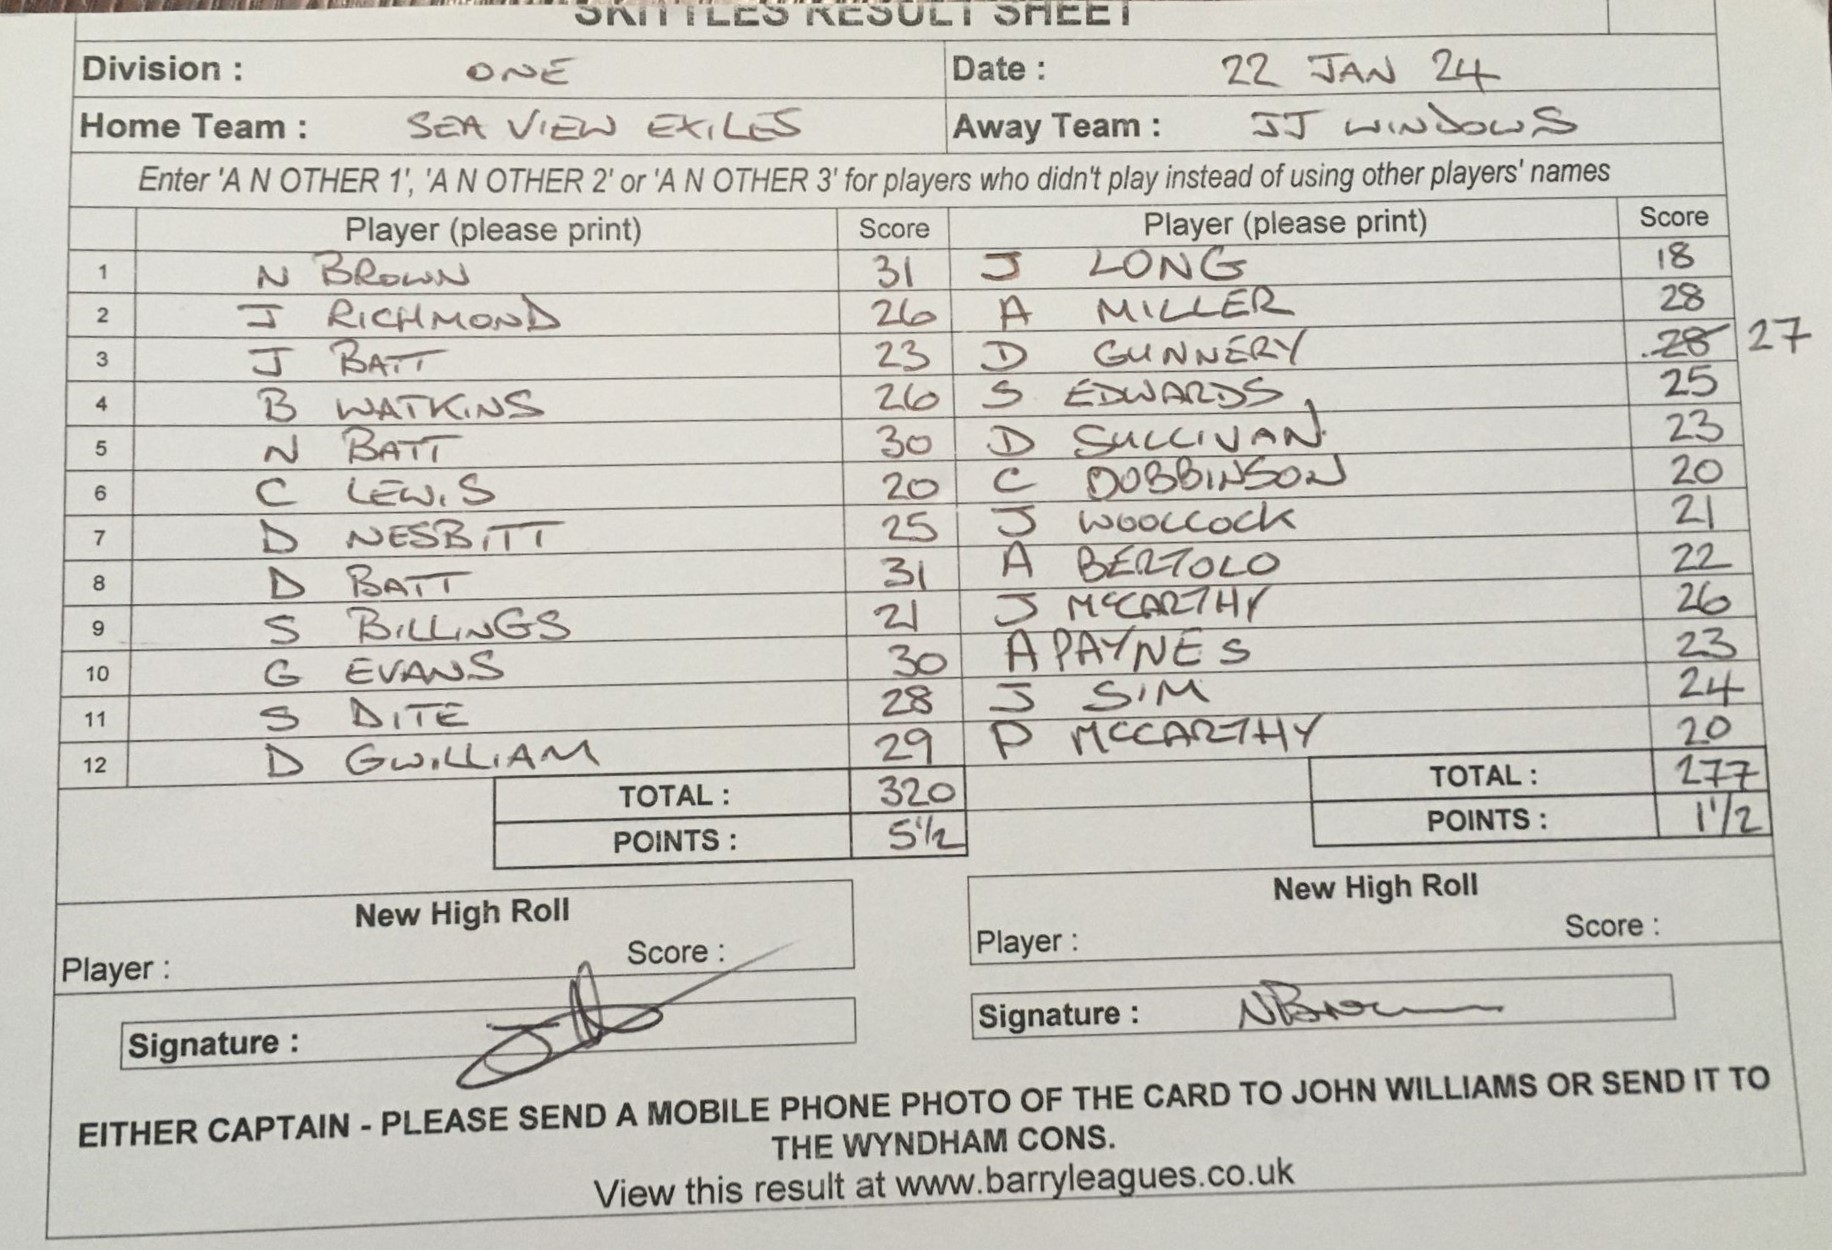 SKITTLES RESULT SHEET
Division : ONE Date : 22 JAN 24
Home Team : SEA VIEW EXILES Away Team : JJ WINDOWS
Enter 'A N OTHER 1', 'A N OTHER 2' or 'A N OTHER 3' for players who didn't play instead of using other players' names
Player (please print) Score Player (please print) Score
1 N BROWN 31 J LONG 18
2 J RICHMOND 26 A MILLER 28
3 J BATT 23 D GUNNERY 28 27
4 B WATKINS 26 S EDWARDS 25
5 N BATT 30 D SULLIVAN 23
6 C LEWIS 20 C DOBBINSON 20
7 D NESBITT 25 J WOOLCOCK 21
8 D BATT 31 A BERTOLO 22
9 S BILLINGS 21 J MCCARTHY 26
10 G EVANS 30 A PAYNES 23
11 S DITE 28 J SIM 24
12 D GWILLIAM 29 P MCCARTHY 20
TOTAL : 320 TOTAL : 277
POINTS : 5 1/2 POINTS : 1 1/2
New High Roll New High Roll
Player : Score : Player : Score :
Signature : Signature : N Brown
EITHER CAPTAIN - PLEASE SEND A MOBILE PHONE PHOTO OF THE CARD TO JOHN WILLIAMS OR SEND IT TO
THE WYNDHAM CONS.
View this result at www.barryleagues.co.uk